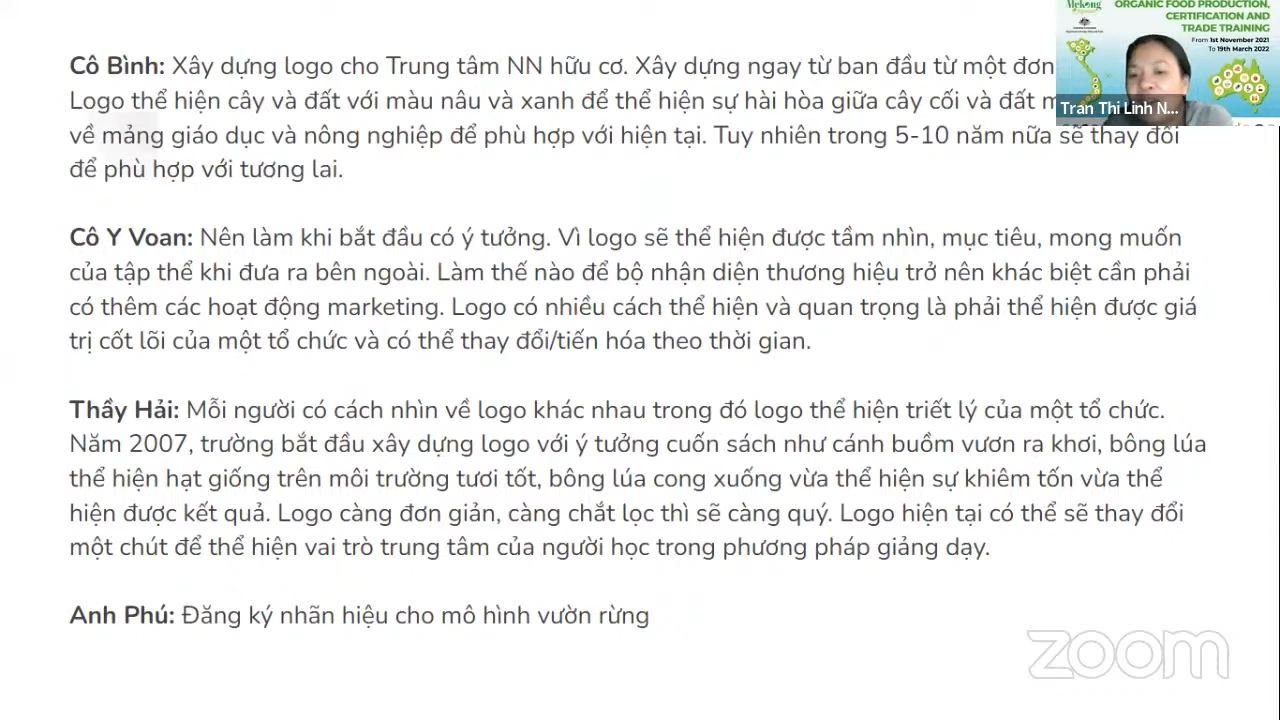 Cô Bình: Xây dựng logo cho Trung tâm NN hữu cơ. Xây dựng ngay từ ban đầu từ một đơn
Logo thể hiện cây và đất với màu nâu và xanh để thể hiện sự hài hòa giữa cây cối và đất
về mảng giáo dục và nông nghiệp để phù hợp với hiện tại. Tuy nhiên trong 5-10 năm nữa sẽ thay đổi
để phù hợp với tương lai.
Cô Y Voan: Nên làm khi bắt đầu có ý tưởng. Vì logo sẽ thể hiện được tầm nhìn, mục tiêu, mong muốn
của tập thể khi đưa ra bên ngoài. Làm thế nào để bộ nhận diện thương hiệu trở nên khác biệt cần phải
có thêm các hoạt động marketing. Logo có nhiều cách thể hiện và quan trọng là phải thể hiện được giá
trị cốt lõi của một tổ chức và có thể thay đổi/tiến hóa theo thời gian.
Thầy Hải: Mỗi người có cách nhìn về logo khác nhau trong đó logo thể hiện triết lý của một tổ chức.
Năm 2007, trường bắt đầu xây dựng logo với ý tưởng cuốn sách như cánh buồm vươn ra khơi, bông lúa
thể hiện hạt giống trên môi trường tươi tốt, bông lúa cong xuống vừa thể hiện sự khiêm tốn vừa thể
hiện được kết quả. Logo càng đơn giản, càng chắt lọc thì sẽ càng quý. Logo hiện tại có thể sẽ thay đổi
một chút để thể hiện vai trò trung tâm của người học trong phương pháp giảng dạy.
Anh Phú: Đăng ký nhãn hiệu cho mô hình vườn rừng
Mekong
ORGANIC FOOD PRODUCTION,
CERTIFICATION AND
TRADE TRAINING
From 1st November 2021
To 19th March 2022
Tran Thi Linh N...
zoom